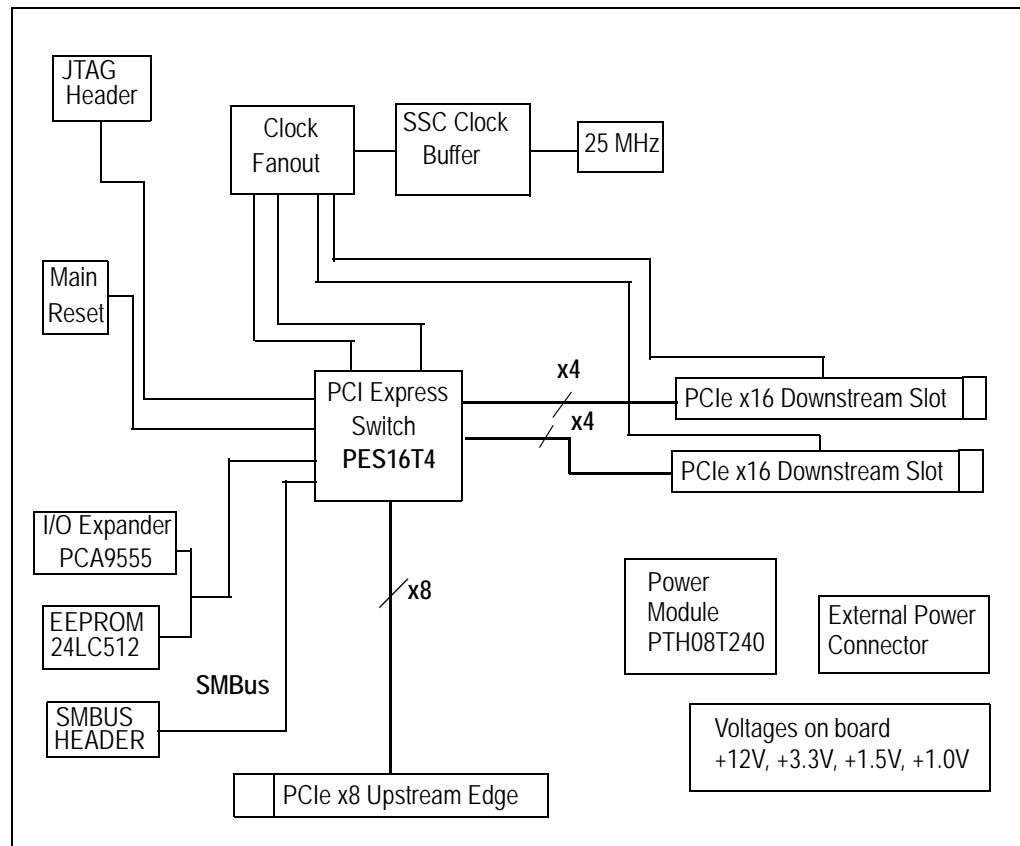 JTAG
Header
Clock
Fanout
SSC Clock
Buffer
25 MHz
Main
Reset
PCI Express
Switch
PES16T4
x4
x4
PCIe x16 Downstream Slot
PCIe x16 Downstream Slot
I/O Expander
PCA9555
EEPROM
24LC512
SMBus
SMBUS
HEADER
x8
PCIe x8 Upstream Edge
Power
Module
PTH08T240
External Power
Connector
Voltages on board
+12V, +3.3V, +1.5V, +1.0V